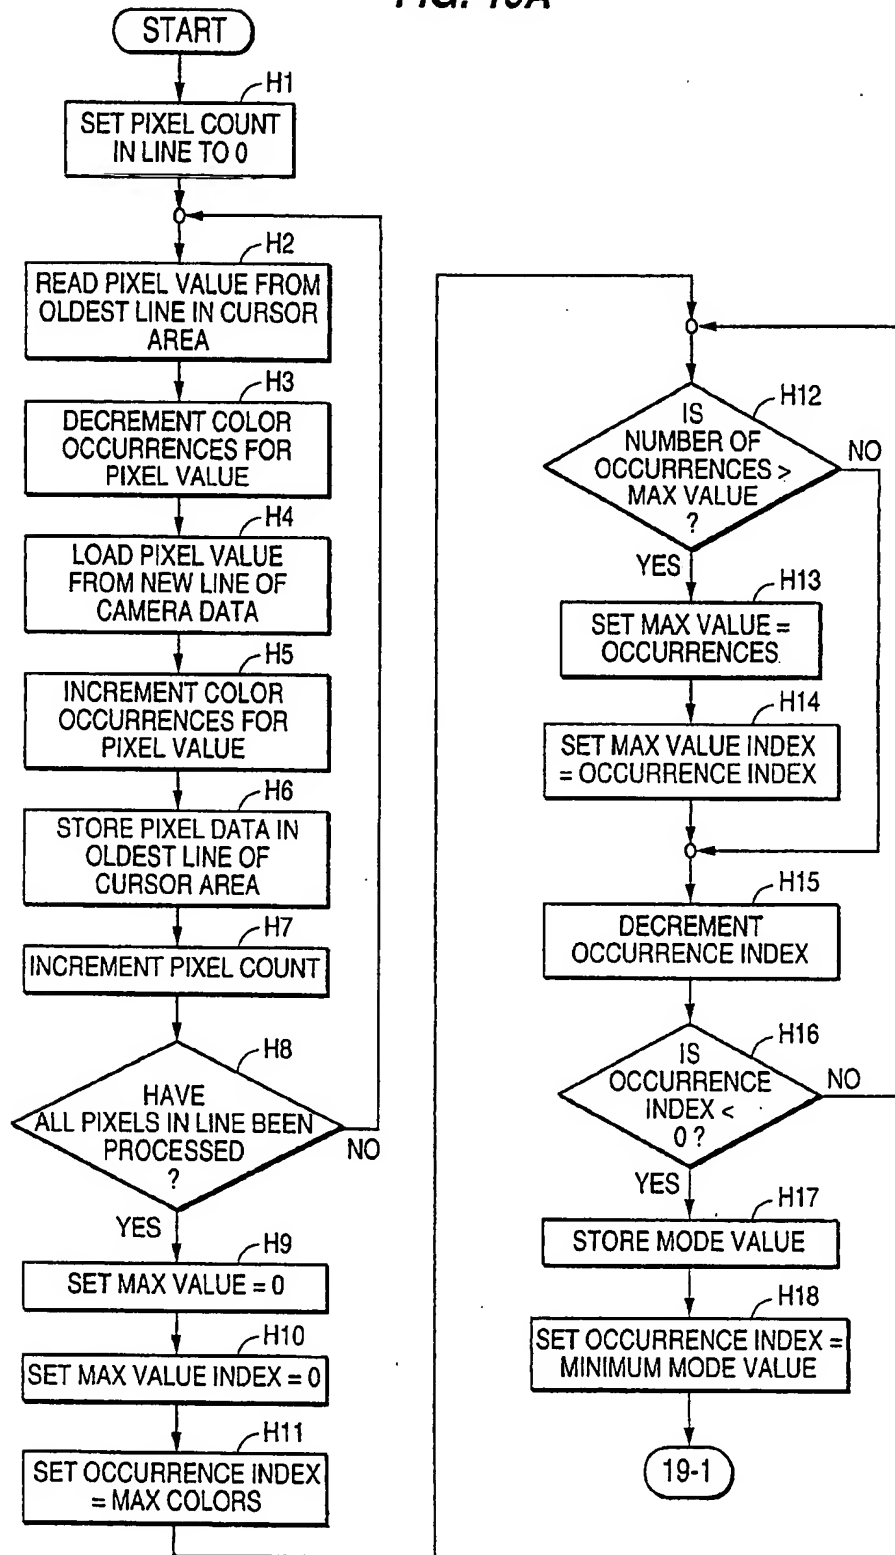 START
H1
SET PIXEL COUNT
IN LINE TO 0
H2
READ PIXEL VALUE FROM
OLDEST LINE IN CURSOR
AREA
H3
DECREMENT COLOR
OCCURRENCES FOR
PIXEL VALUE
H4
LOAD PIXEL VALUE
FROM NEW LINE OF
CAMERA DATA
H5
INCREMENT COLOR
OCCURRENCES FOR
PIXEL VALUE
H6
STORE PIXEL DATA IN
OLDEST LINE OF
CURSOR AREA
H7
INCREMENT PIXEL COUNT
H8
HAVE
ALL PIXELS IN LINE BEEN
PROCESSED
?
NO
YES
H9
SET MAX VALUE = 0
H10
SET MAX VALUE INDEX = 0
H11
SET OCCURRENCE INDEX
= MAX COLORS
H12
IS
NUMBER OF
OCCURRENCES >
MAX VALUE
?
NO
YES
H13
SET MAX VALUE =
OCCURRENCES
H14
SET MAX VALUE INDEX
= OCCURRENCE INDEX
H15
DECREMENT
OCCURRENCE INDEX
H16
IS
OCCURRENCE
INDEX <
0 ?
NO
YES
H17
STORE MODE VALUE
H18
SET OCCURRENCE INDEX =
MINIMUM MODE VALUE
19-1